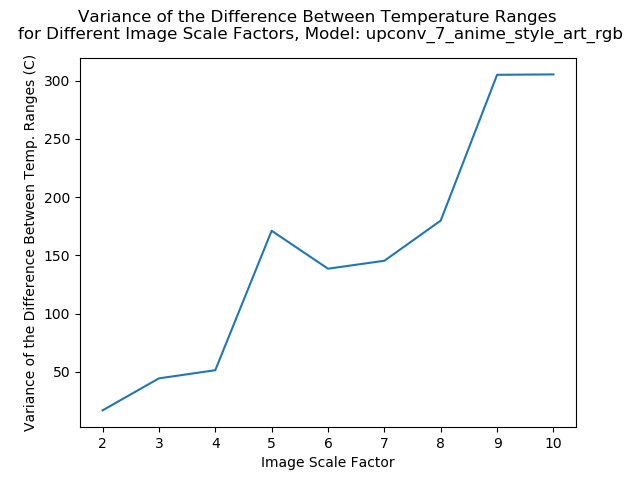 Variance of the Difference Between Temperature Ranges
for Different Image Scale Factors, Model: upconv_7_anime_style_art_rgb
Variance of the Difference Between Temp. Ranges (C)
300
250
200
150
100
50
2 3 4 5 6 7 8 9 10
Image Scale Factor